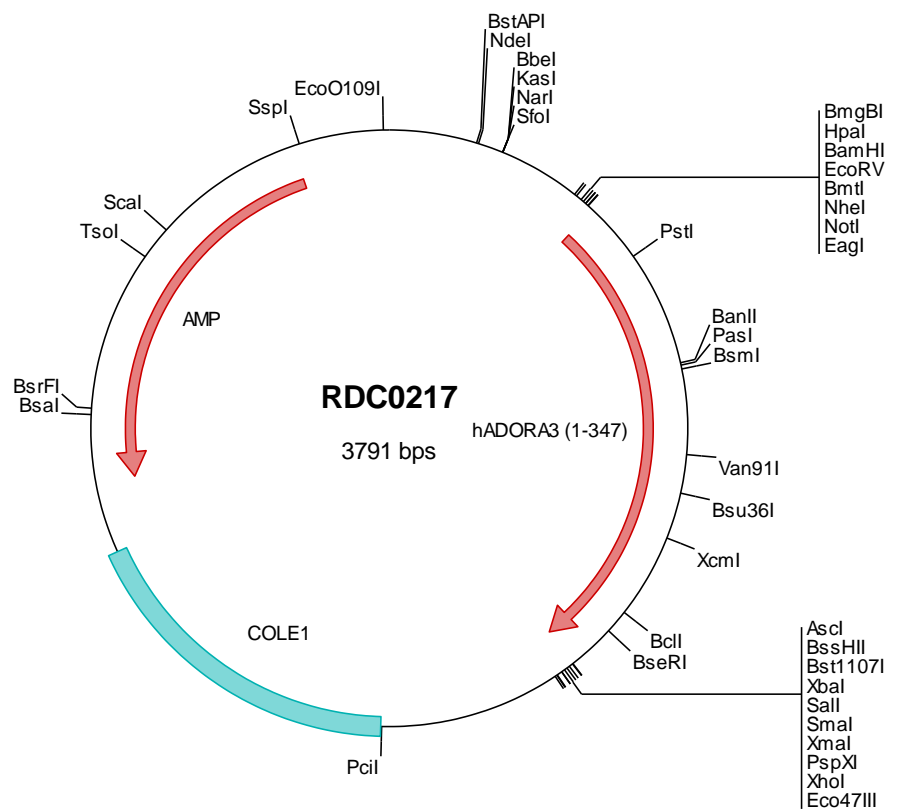 BstAPI
NdeI
BbeI
KasI
NarI
SfoI
EcoO109I
SspI
ScaI
TsoI
BmgBI
HpaI
BamHI
EcoRV
BmtI
NheI
NotI
EagI
PstI
AMP
BanII
PasI
BsmI
BsrFI
BsaI
RDC0217
3791 bps
hADORA3 (1-347)
Van91I
Bsu36I
XcmI
BclI
BseRI
COLE1
PciI
AscI
BssHII
Bst1107I
XbaI
SalI
SmaI
XmaI
PspXI
XhoI
Eco47III